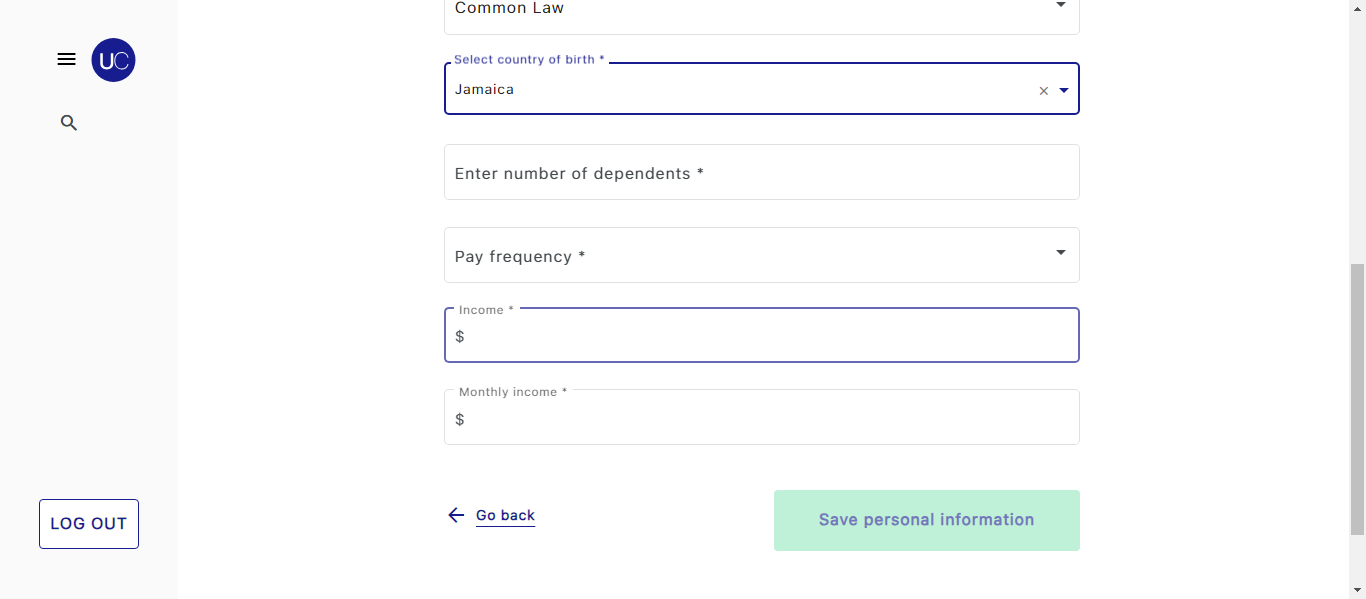 Common Law
UC
Select country of birth *
Jamaica
Enter number of dependents *
Pay frequency *
Income *
$
Monthly income *
$
Go back
Save personal information
LOG OUT